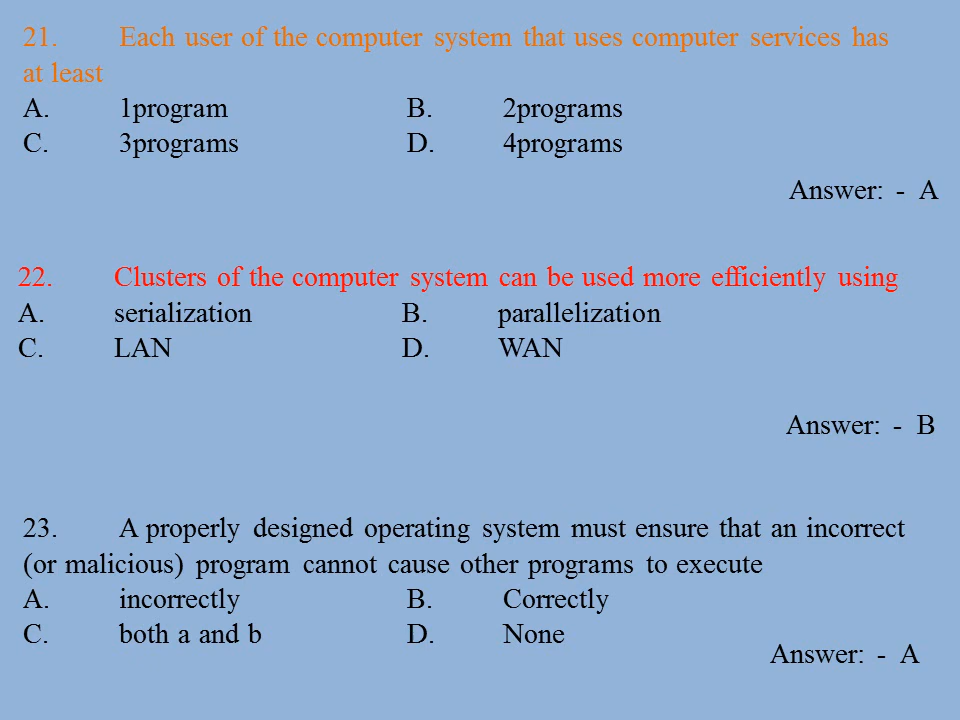 21. Each user of the computer system that uses computer services has
at least
A. 1program B. 2programs
C. 3programs D. 4programs
Answer: - A
22. Clusters of the computer system can be used more efficiently using
A. serialization B. parallelization
C. LAN D. WAN
Answer: - B
23. A properly designed operating system must ensure that an incorrect
(or malicious) program cannot cause other programs to execute
A. incorrectly B. Correctly
C. both a and b D. None
Answer: - A